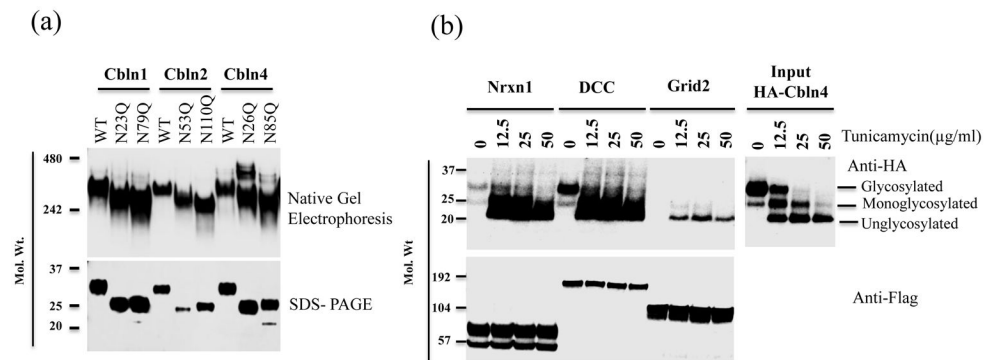 (a)
Cbln1 Cbln2 Cbln4
WT N23Q N79Q WT N53Q N110Q WT N26Q N85Q
480
242
Native Gel
Electrophoresis
Mol. Wt.
37
25
20
SDS- PAGE
(b)
Nrxn1 DCC Grid2 Input
HA-Cbln4
0 12.5 25 50 0 12.5 25 50 0 12.5 25 50 0 12.5 25 50 Tunicamycin(µg/ml)
Anti-HA
37
25
20
Glycosylated
Monoglycosylated
Unglycosylated
Mol. Wt
192
104
57
Anti-Flag